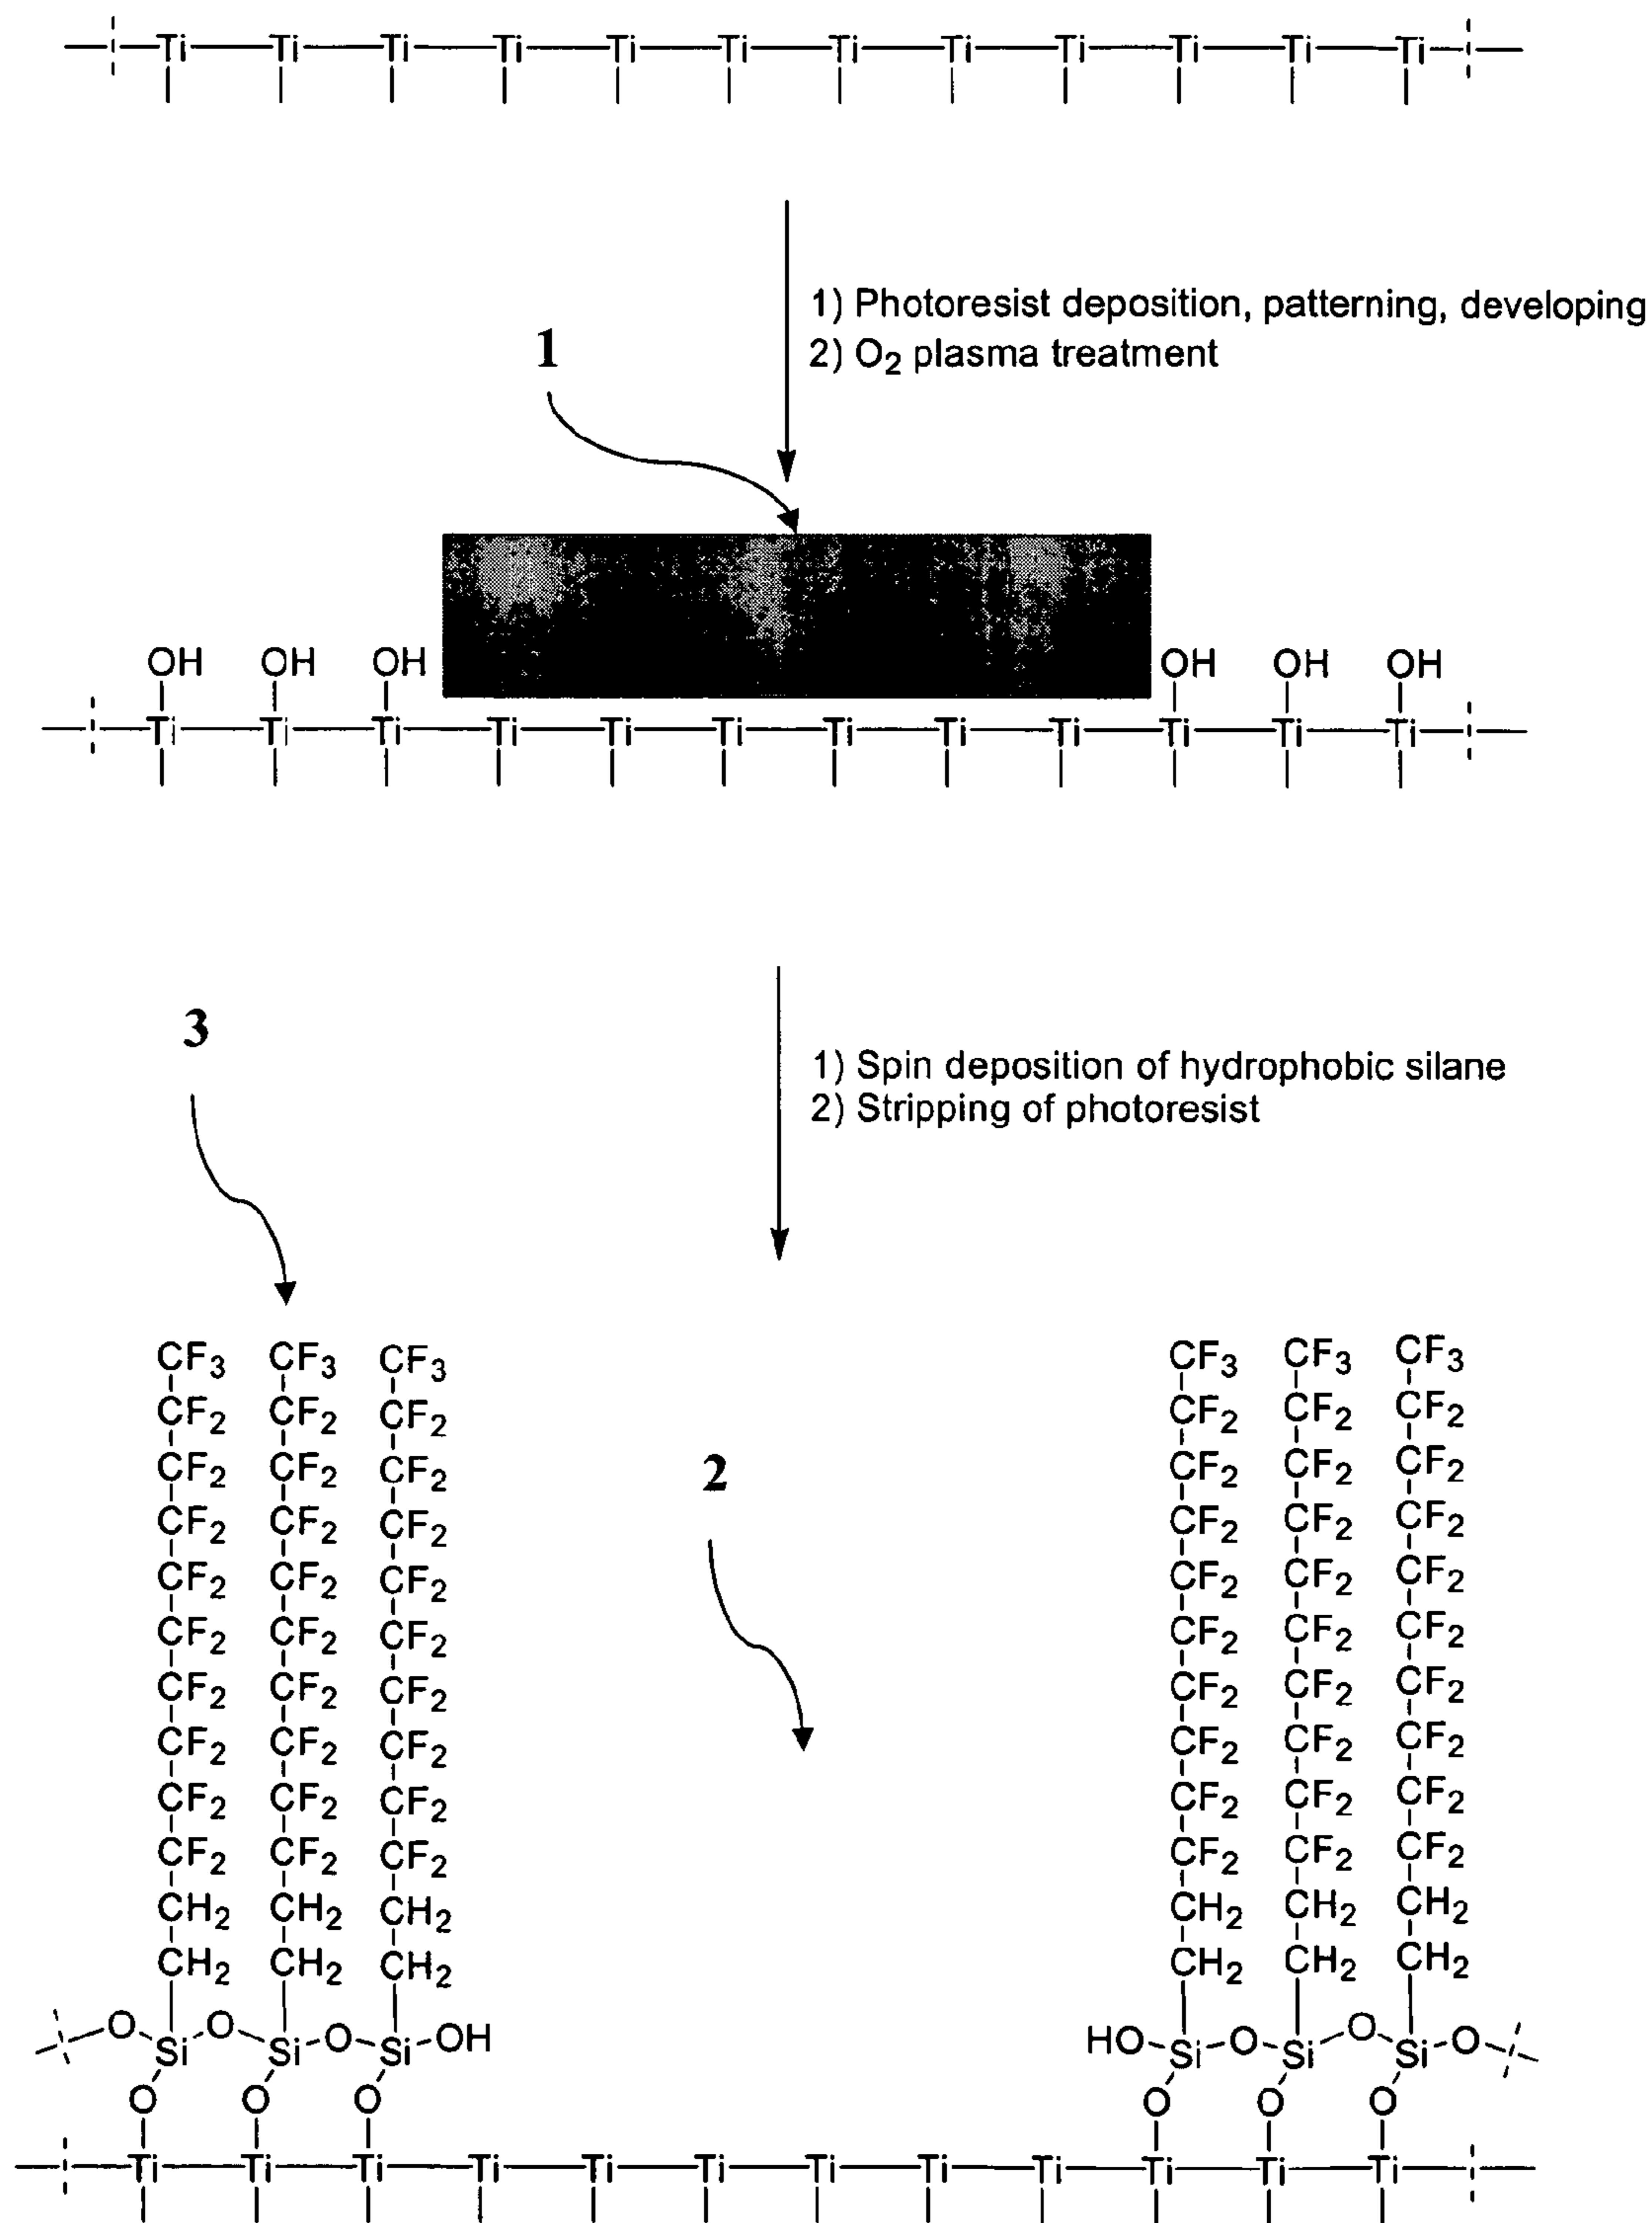 Ti Ti Ti Ti Ti Ti Ti Ti Ti Ti Ti Ti
1) Photoresist deposition, patterning, developing
1
2) O₂ plasma treatment
OH OH OH OH OH OH
Ti Ti Ti Ti Ti Ti Ti Ti Ti Ti Ti Ti
3
1) Spin deposition of hydrophobic silane
2) Stripping of photoresist
CF₃ CF₃ CF₃ CF₃ CF₃ CF₃
CF₂ CF₂ CF₂ CF₂ CF₂ CF₂
2
CF₂ CF₂ CF₂ CF₂ CF₂ CF₂
CF₂ CF₂ CF₂ CF₂ CF₂ CF₂
CF₂ CF₂ CF₂ CF₂ CF₂ CF₂
CF₂ CF₂ CF₂ CF₂ CF₂ CF₂
CF₂ CF₂ CF₂ CF₂ CF₂ CF₂
CF₂ CF₂ CF₂ CF₂ CF₂ CF₂
CF₂ CF₂ CF₂ CF₂ CF₂ CF₂
CF₂ CF₂ CF₂ CF₂ CF₂ CF₂
CH₂ CH₂ CH₂ CH₂ CH₂ CH₂
CH₂ CH₂ CH₂ CH₂ CH₂ CH₂
O Si O Si O Si OH HO Si O Si O Si O
O O O O O O
Ti Ti Ti Ti Ti Ti Ti Ti Ti Ti Ti Ti